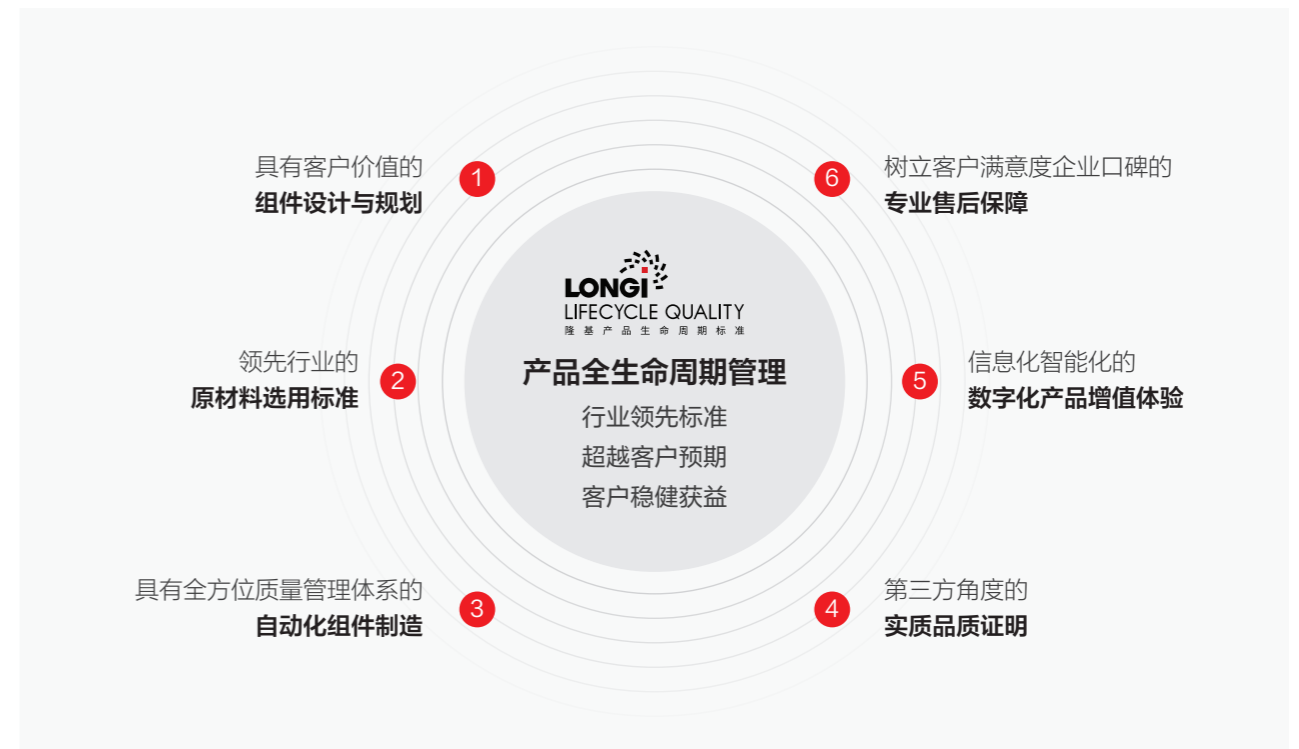 具有客户价值的
组件设计与规划
1
领先行业的
原材料选用标准
2
具有全方位质量管理体系的
自动化组件制造
3
LONGi
LIFECYCLE QUALITY
隆基产品生命周期标准
产品全生命周期管理
行业领先标准
超越客户预期
客户稳健获益
4
第三方角度的
实质品质证明
5
信息化智能化的
数字化产品增值体验
6
树立客户满意度企业口碑的
专业售后保障